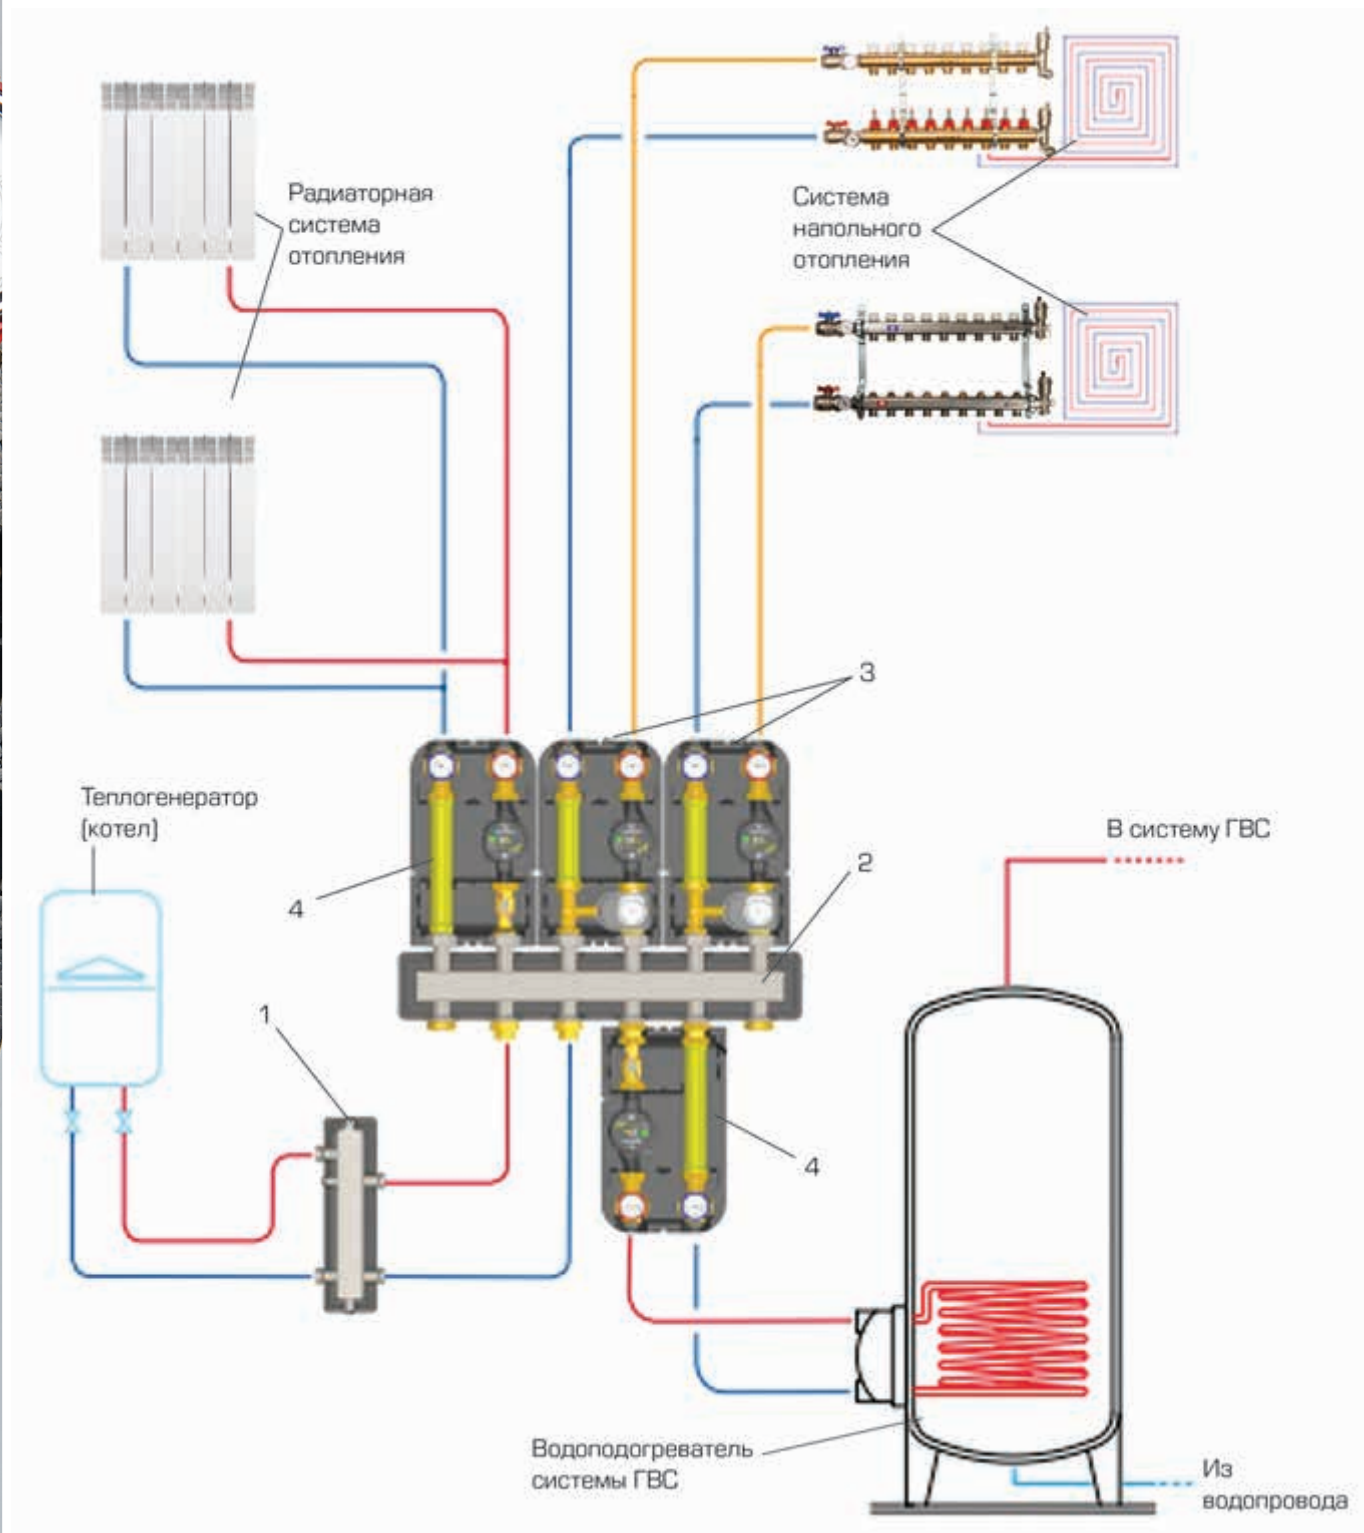 Радиаторная
система
отопления
Система
напольного
отопления
3
Теплогенератор
(котел)
4
2
В систему ГВС
1
4
Водоподогреватель
системы ГВС
Из
водопровода